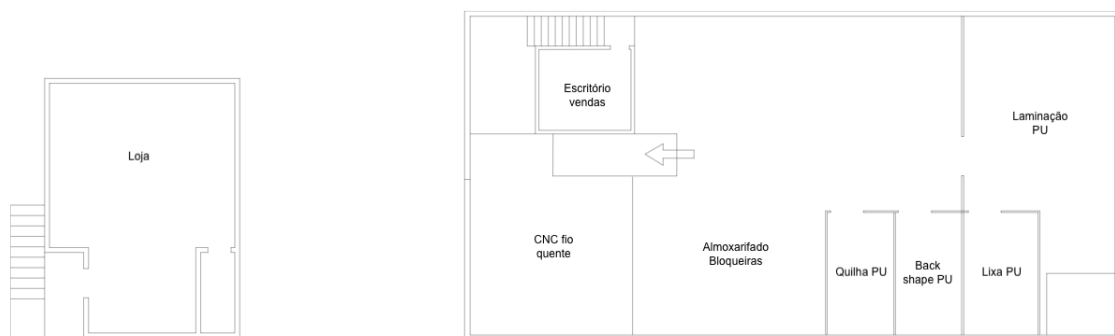 Loja
Escritório
vendas
Laminação
PU
CNC fio
quente
Almoxarifado
Bloqueiras
Quilha PU
Back
shape PU
Lixa PU